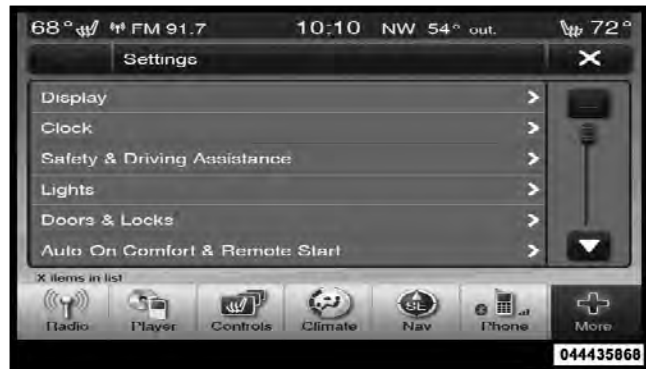 68° FM 91.7 10:10 NW 54° out. 72°
Settings X
Display >
Clock >
Safety & Driving Assistance >
Lights >
Doors & Locks >
Auto On Comfort & Remote Start >
X items in list
SE
Radio Player Controls Climate Nav Phone More
044435868